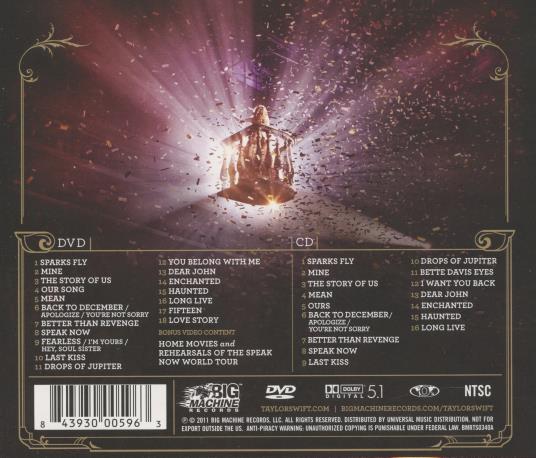 DVD
1 SPARKS FLY
2 MINE
3 THE STORY OF US
4 OUR SONG
5 MEAN
6 BACK TO DECEMBER /
APOLOGIZE / YOU'RE NOT SORRY
7 BETTER THAN REVENGE
8 SPEAK NOW
9 FEARLESS / I'M YOURS /
HEY, SOUL SISTER
10 LAST KISS
11 DROPS OF JUPITER
12 YOU BELONG WITH ME
13 DEAR JOHN
14 ENCHANTED
15 HAUNTED
16 LONG LIVE
17 FIFTEEN
18 LOVE STORY
BONUS VIDEO CONTENT
HOME MOVIES and
REHEARSALS OF THE SPEAK
NOW WORLD TOUR
CD
1 SPARKS FLY
2 MINE
3 THE STORY OF US
4 MEAN
5 OURS
6 BACK TO DECEMBER/
APOLOGIZE /
YOU'RE NOT SORRY
7 BETTER THAN REVENGE
8 SPEAK NOW
9 LAST KISS
10 DROPS OF JUPITER
11 BETTE DAVIS EYES
12 I WANT YOU BACK
13 DEAR JOHN
14 ENCHANTED
15 HAUNTED
16 LONG LIVE
8 43930 00596 3
BIG
MACHINE
RECORDS
DVD
DOLBY
DIGITAL 5.1
NTSC
TAYLORSWIFT.COM | BIGMACHINERECORDS.COM/TAYLORSWIFT
℗ © 2011 BIG MACHINE RECORDS, LLC. ALL RIGHTS RESERVED. DISTRIBUTED BY UNIVERSAL MUSIC DISTRIBUTION. NOT FOR
EXPORT OUTSIDE THE US. ANTI-PIRACY WARNING: UNAUTHORIZED COPYING IS PUNISHABLE UNDER FEDERAL LAW. BMRTS0340A